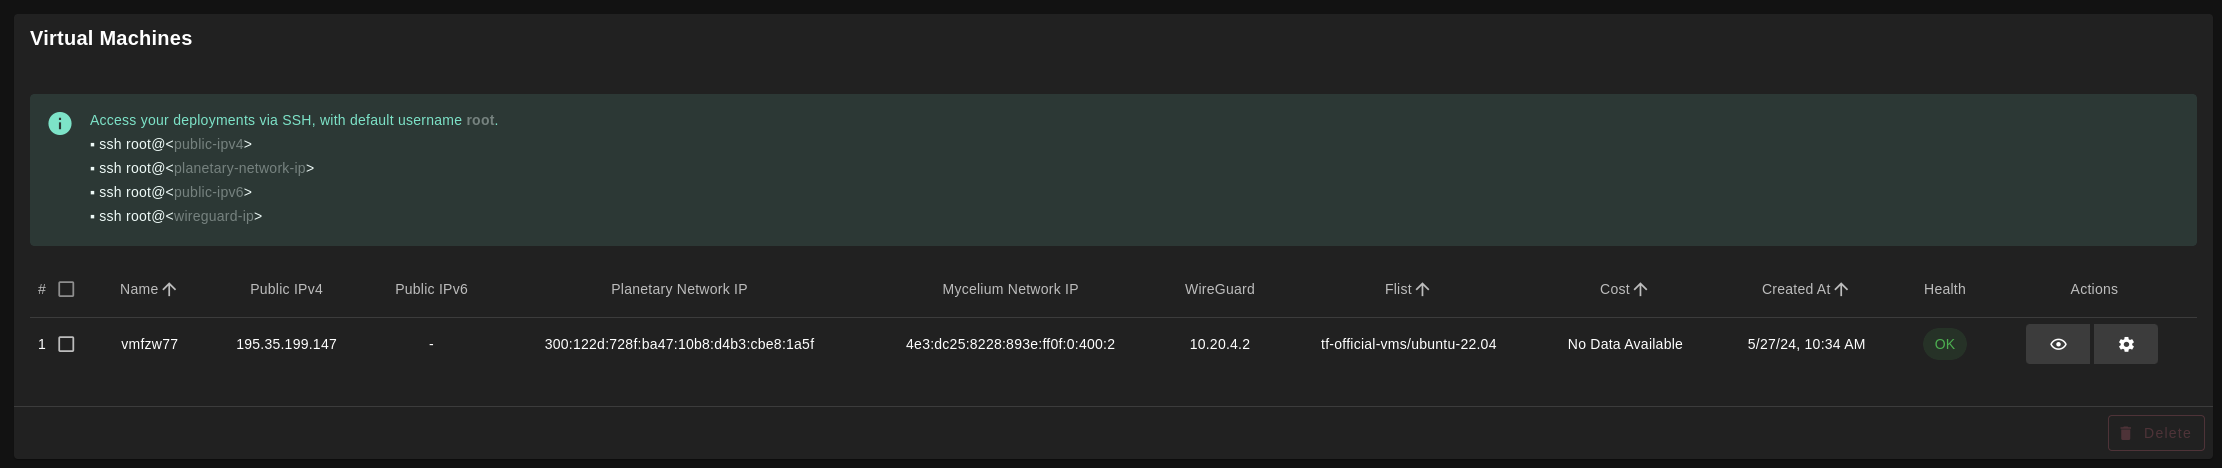 Virtual Machines
Access your deployments via SSH, with default username root.
▪ ssh root@<public-ipv4>
▪ ssh root@<planetary-network-ip>
▪ ssh root@<public-ipv6>
▪ ssh root@<wireguard-ip>
# Name Public IPv4 Public IPv6 Planetary Network IP Mycelium Network IP WireGuard Flist Cost Created At Health Actions
1 vmfzw77 195.35.199.147 - 300:122d:728f:ba47:10b8:d4b3:cbe8:1a5f 4e3:dc25:8228:893e:ff0f:0:400:2 10.20.4.2 tf-official-vms/ubuntu-22.04 No Data Available 5/27/24, 10:34 AM OK
Delete